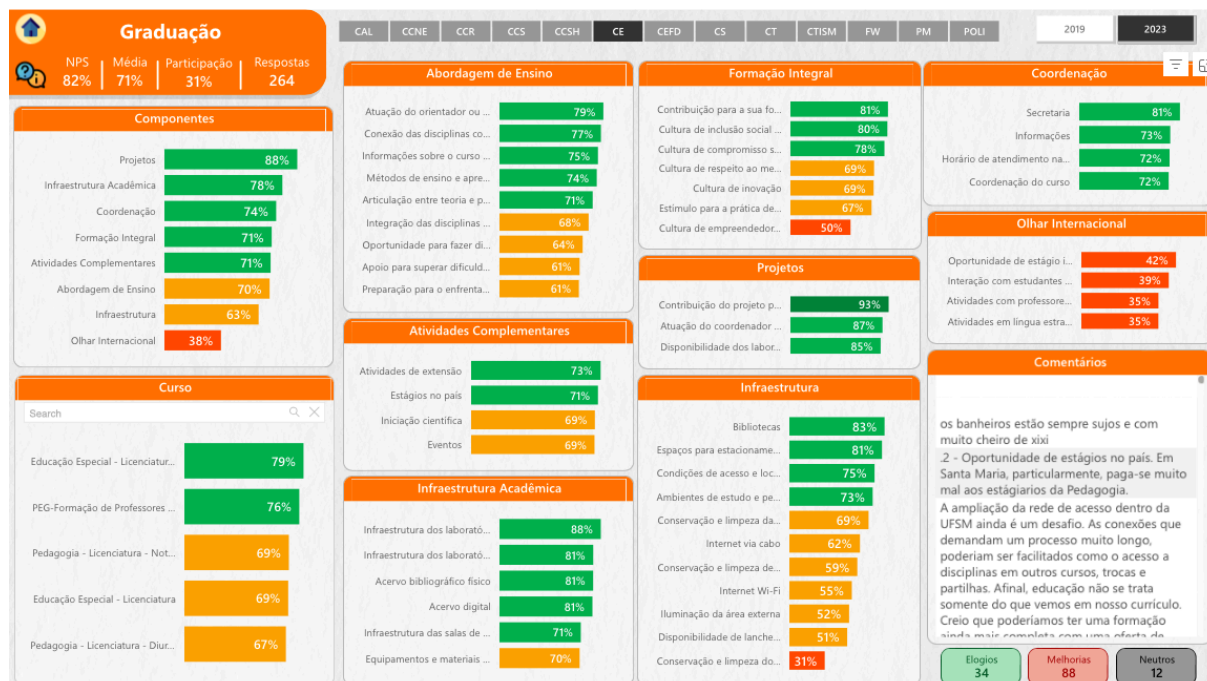 Graduação
NPS
82%
Média
71%
Participação
31%
Respostas
264
CAL CCNE CCR CCS CCSH CE CEFD CS CT CTISM FW PM POLI
2019 2023
Componentes
Projetos 88%
Infraestrutura Acadêmica 78%
Coordenação 74%
Formação Integral 71%
Atividades Complementares 71%
Abordagem de Ensino 70%
Infraestrutura 63%
Olhar Internacional 38%
Curso
Search
Educação Especial - Licenciatur... 79%
PEG-Formação de Professores ... 76%
Pedagogia - Licenciatura - Not... 69%
Educação Especial - Licenciatura 69%
Pedagogia - Licenciatura - Diur... 67%
Abordagem de Ensino
Atuação do orientador ou ... 79%
Conexão das disciplinas co... 77%
Informações sobre o curso ... 75%
Métodos de ensino e apre... 74%
Articulação entre teoria e p... 71%
Integração das disciplinas ... 68%
Oportunidade para fazer di... 64%
Apoio para superar dificuld... 61%
Preparação para o enfrenta... 61%
Atividades Complementares
Atividades de extensão 73%
Estágios no país 71%
Iniciação científica 69%
Eventos 69%
Infraestrutura Acadêmica
Infraestrutura dos laborató... 88%
Infraestrutura dos laborató... 81%
Acervo bibliográfico físico 81%
Acervo digital 81%
Infraestrutura das salas de ... 71%
Equipamentos e materiais ... 70%
Formação Integral
Contribuição para a sua fo... 81%
Cultura de inclusão social ... 80%
Cultura de compromisso s... 78%
Cultura de respeito ao me... 69%
Cultura de inovação 69%
Estímulo para a prática de... 67%
Cultura de empreendedor... 50%
Projetos
Contribuição do projeto p... 93%
Atuação do coordenador ... 87%
Disponibilidade dos labor... 85%
Infraestrutura
Bibliotecas 83%
Espaços para estacioname... 81%
Condições de acesso e loc... 75%
Ambientes de estudo e pe... 73%
Conservação e limpeza da... 69%
Internet via cabo 62%
Conservação e limpeza de... 59%
Internet Wi-Fi 55%
Iluminação da área externa 52%
Disponibilidade de lanche... 51%
Conservação e limpeza do... 31%
Coordenação
Secretaria 81%
Informações 73%
Horário de atendimento na... 72%
Coordenação do curso 72%
Olhar Internacional
Oportunidade de estágio i... 42%
Interação com estudantes ... 39%
Atividades com professore... 35%
Atividades em língua estra... 35%
Comentários
os banheiros estão sempre sujos e com
muito cheiro de xixi
.2 - Oportunidade de estágios no país. Em
Santa Maria, particularmente, paga-se muito
mal aos estágiarios da Pedagogia.
A ampliação da rede de acesso dentro da
UFSM ainda é um desafio. As conexões que
demandam um processo muito longo,
poderiam ser facilitados como o acesso a
disciplinas em outros cursos, trocas e
partilhas. Afinal, educação não se trata
somente do que vemos em nosso currículo.
Creio que poderíamos ter uma formação
ainda mais completa com uma oferta de
Elogios
34
Melhorias
88
Neutros
12